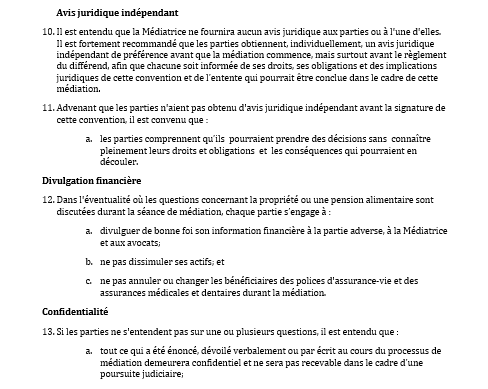 Avis juridique indépendant
10. Il est entendu que la Médiatrice ne fournira aucun avis juridique aux parties ou à l'une d'elles.
Il est fortement recommandé que les parties obtiennent, individuellement, un avis juridique
indépendant de préférence avant que la médiation commence, mais surtout avant le règlement
du différend, afin que chacune soit informée de ses droits, ses obligations et des implications
juridiques de cette convention et de l'entente qui pourrait être conclue dans le cadre de cette
médiation.
11. Advenant que les parties n'aient pas obtenu d'avis juridique indépendant avant la signature de
cette convention, il est convenu que :
a. les parties comprennent qu'ils pourraient prendre des décisions sans connaître
pleinement leurs droits et obligations et les conséquences qui pourraient en
découler.
Divulgation financière
12. Dans l'éventualité où les questions concernant la propriété ou une pension alimentaire sont
discutées durant la séance de médiation, chaque partie s'engage à :
a. divulguer de bonne foi son information financière à la partie adverse, à la Médiatrice
et aux avocats;
b. ne pas dissimuler ses actifs; et
c. ne pas annuler ou changer les bénéficiaires des polices d'assurance-vie et des
assurances médicales et dentaires durant la médiation.
Confidentialité
13. Si les parties ne s'entendent pas sur une ou plusieurs questions, il est entendu que :
a. tout ce qui a été énoncé, dévoilé verbalement ou par écrit au cours du processus de
médiation demeurera confidentiel et ne sera pas recevable dans le cadre d'une
poursuite judiciaire;